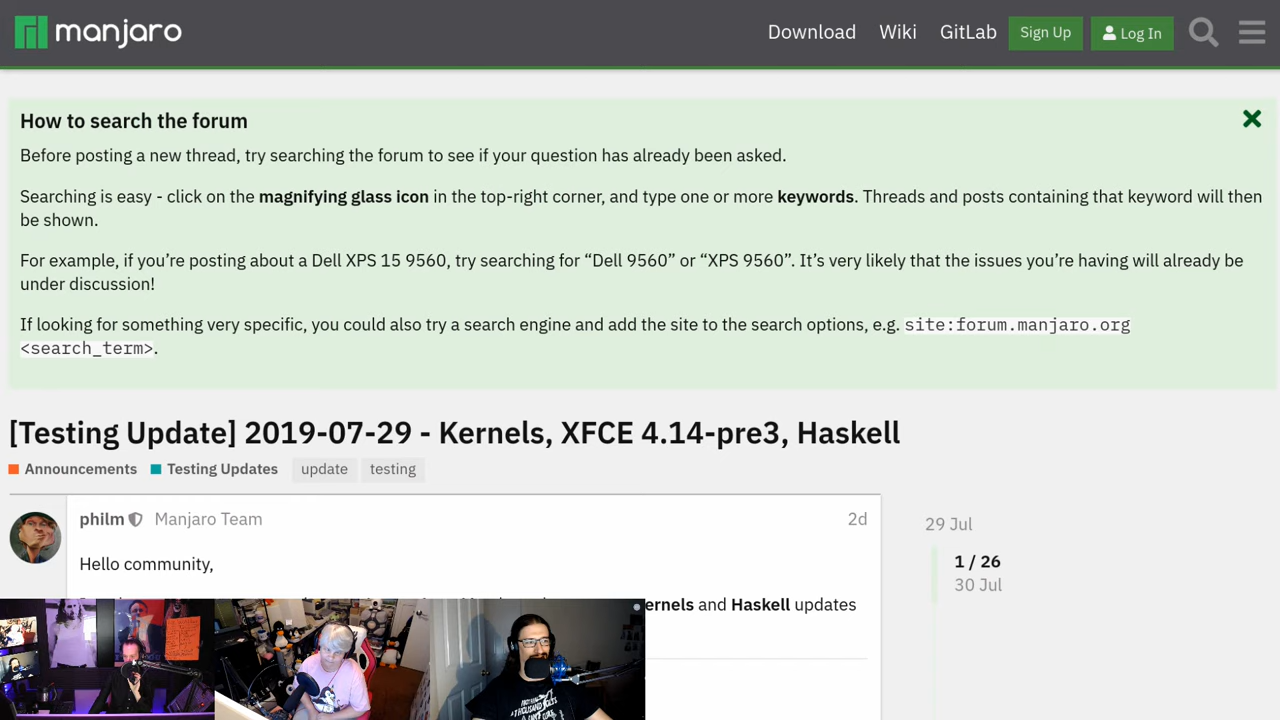 manjaro
Download Wiki GitLab Sign Up Log In
How to search the forum
Before posting a new thread, try searching the forum to see if your question has already been asked.
Searching is easy - click on the magnifying glass icon in the top-right corner, and type one or more keywords. Threads and posts containing that keyword will then
be shown.
For example, if you’re posting about a Dell XPS 15 9560, try searching for “Dell 9560” or “XPS 9560”. It’s very likely that the issues you’re having will already be
under discussion!
If looking for something very specific, you could also try a search engine and add the site to the search options, e.g. site:forum.manjaro.org
<search_term>.
[Testing Update] 2019-07-29 - Kernels, XFCE 4.14-pre3, Haskell
Announcements Testing Updates update testing
philm Manjaro Team 2d
29 Jul
1 / 26
30 Jul
Hello community,
ernels and Haskell updates